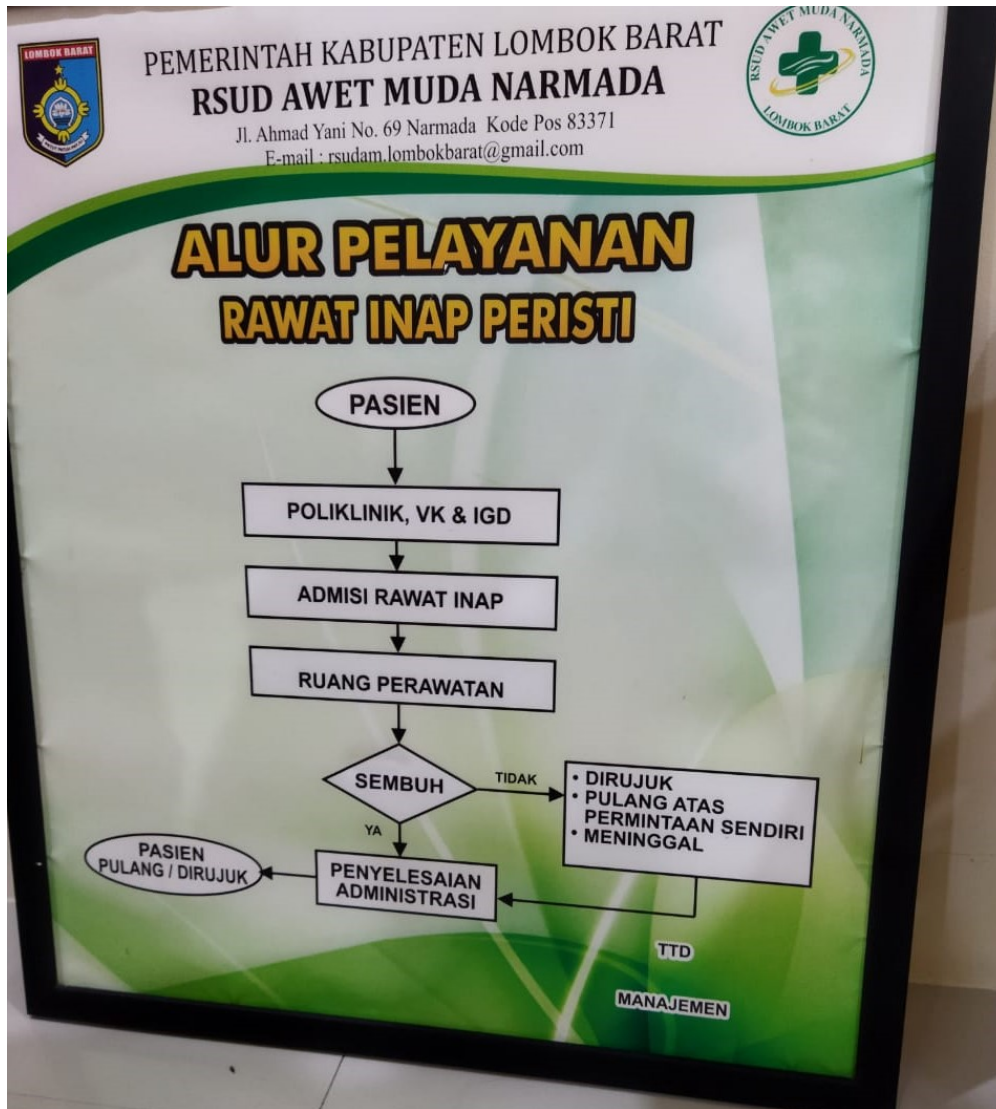 LOMBOK BARAT
PEMERINTAH KABUPATEN LOMBOK BARAT
RSUD AWET MUDA NARMADA
Jl. Ahmad Yani No. 69 Narmada Kode Pos 83371
E-mail : rsudam.lombokbarat@gmail.com
RSUD AWET MUDA NARMADA
LOMBOK BARAT
ALUR PELAYANAN
RAWAT INAP PERISTI
PASIEN
POLIKLINIK, VK & IGD
ADMISI RAWAT INAP
RUANG PERAWATAN
SEMBUH
TIDAK
• DIRUJUK
• PULANG ATAS
PERMINTAAN SENDIRI
• MENINGGAL
YA
PENYELESAIAN
ADMINISTRASI
PASIEN
PULANG / DIRUJUK
TTD
MANAJEMEN